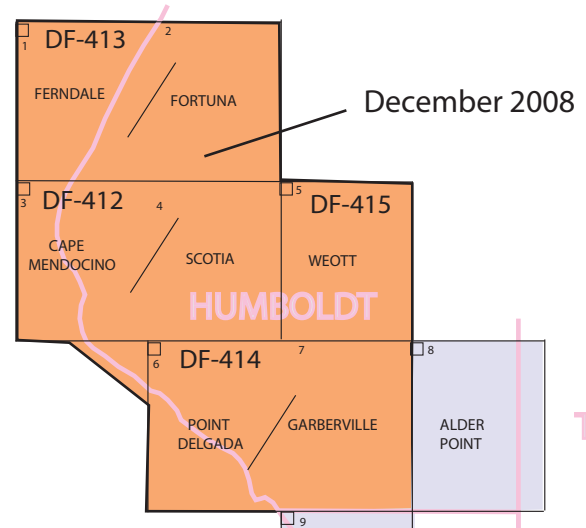 1
DF-413
2
FERNDALE
FORTUNA
December 2008
3
DF-412
4
5
DF-415
CAPE
MENDOCINO
SCOTIA
WEOTT
HUMBOLDT
6
DF-414
7
8
POINT
DELGADA
GARBERVILLE
ALDER
POINT
T
9